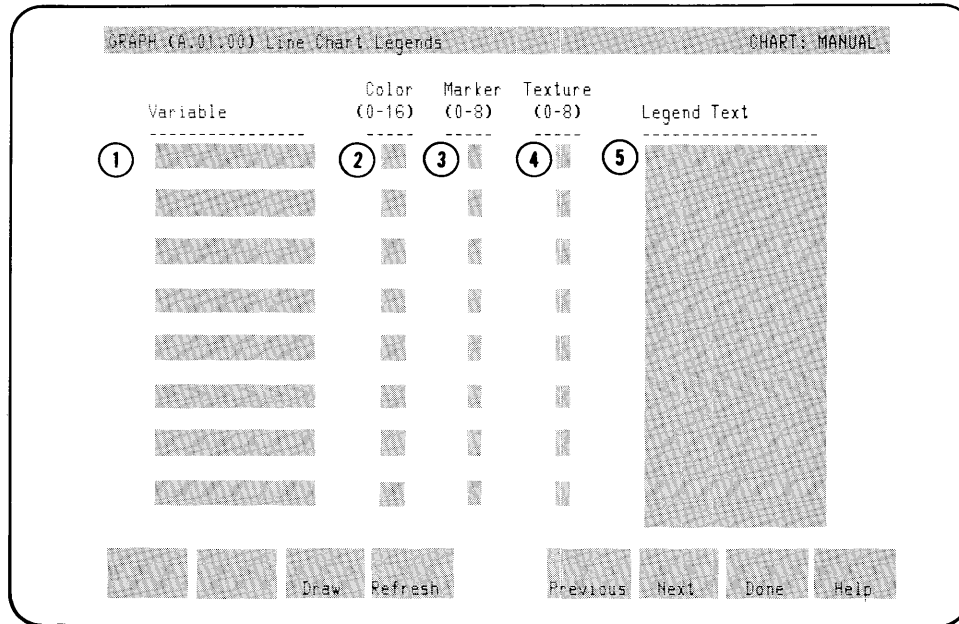 GRAPH (A.01.00) Line Chart Legends CHART: MANUAL
Color Marker Texture
Variable (0-16) (0-8) (0-8) Legend Text
1 2 3 4 5
Draw Refresh Previous Next Done Help